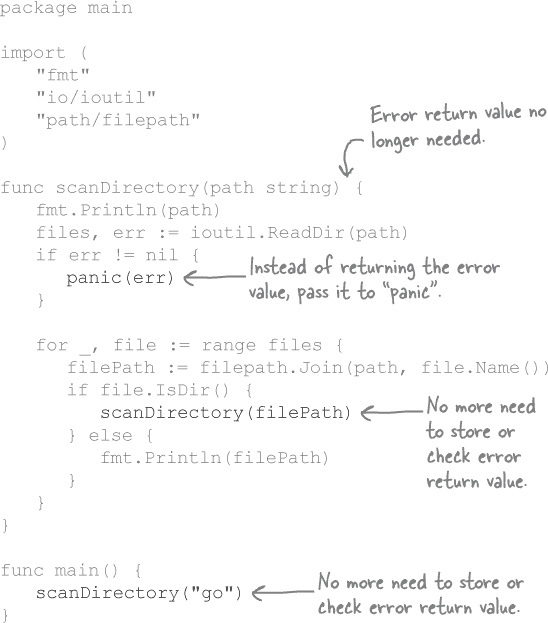 package main

import (
    "fmt"
    "io/ioutil"
    "path/filepath"
)
Error return value no
longer needed.

func scanDirectory(path string) {
    fmt.Println(path)
    files, err := ioutil.ReadDir(path)
    if err != nil {
        panic(err)
Instead of returning the error
value, pass it to “panic”.
    }

    for _, file := range files {
        filePath := filepath.Join(path, file.Name())
        if file.IsDir() {
            scanDirectory(filePath)
No more need
to store or
check error
return value.
        } else {
            fmt.Println(filePath)
        }
    }
}

func main() {
    scanDirectory("go")
No more need to store or
check error return value.
}